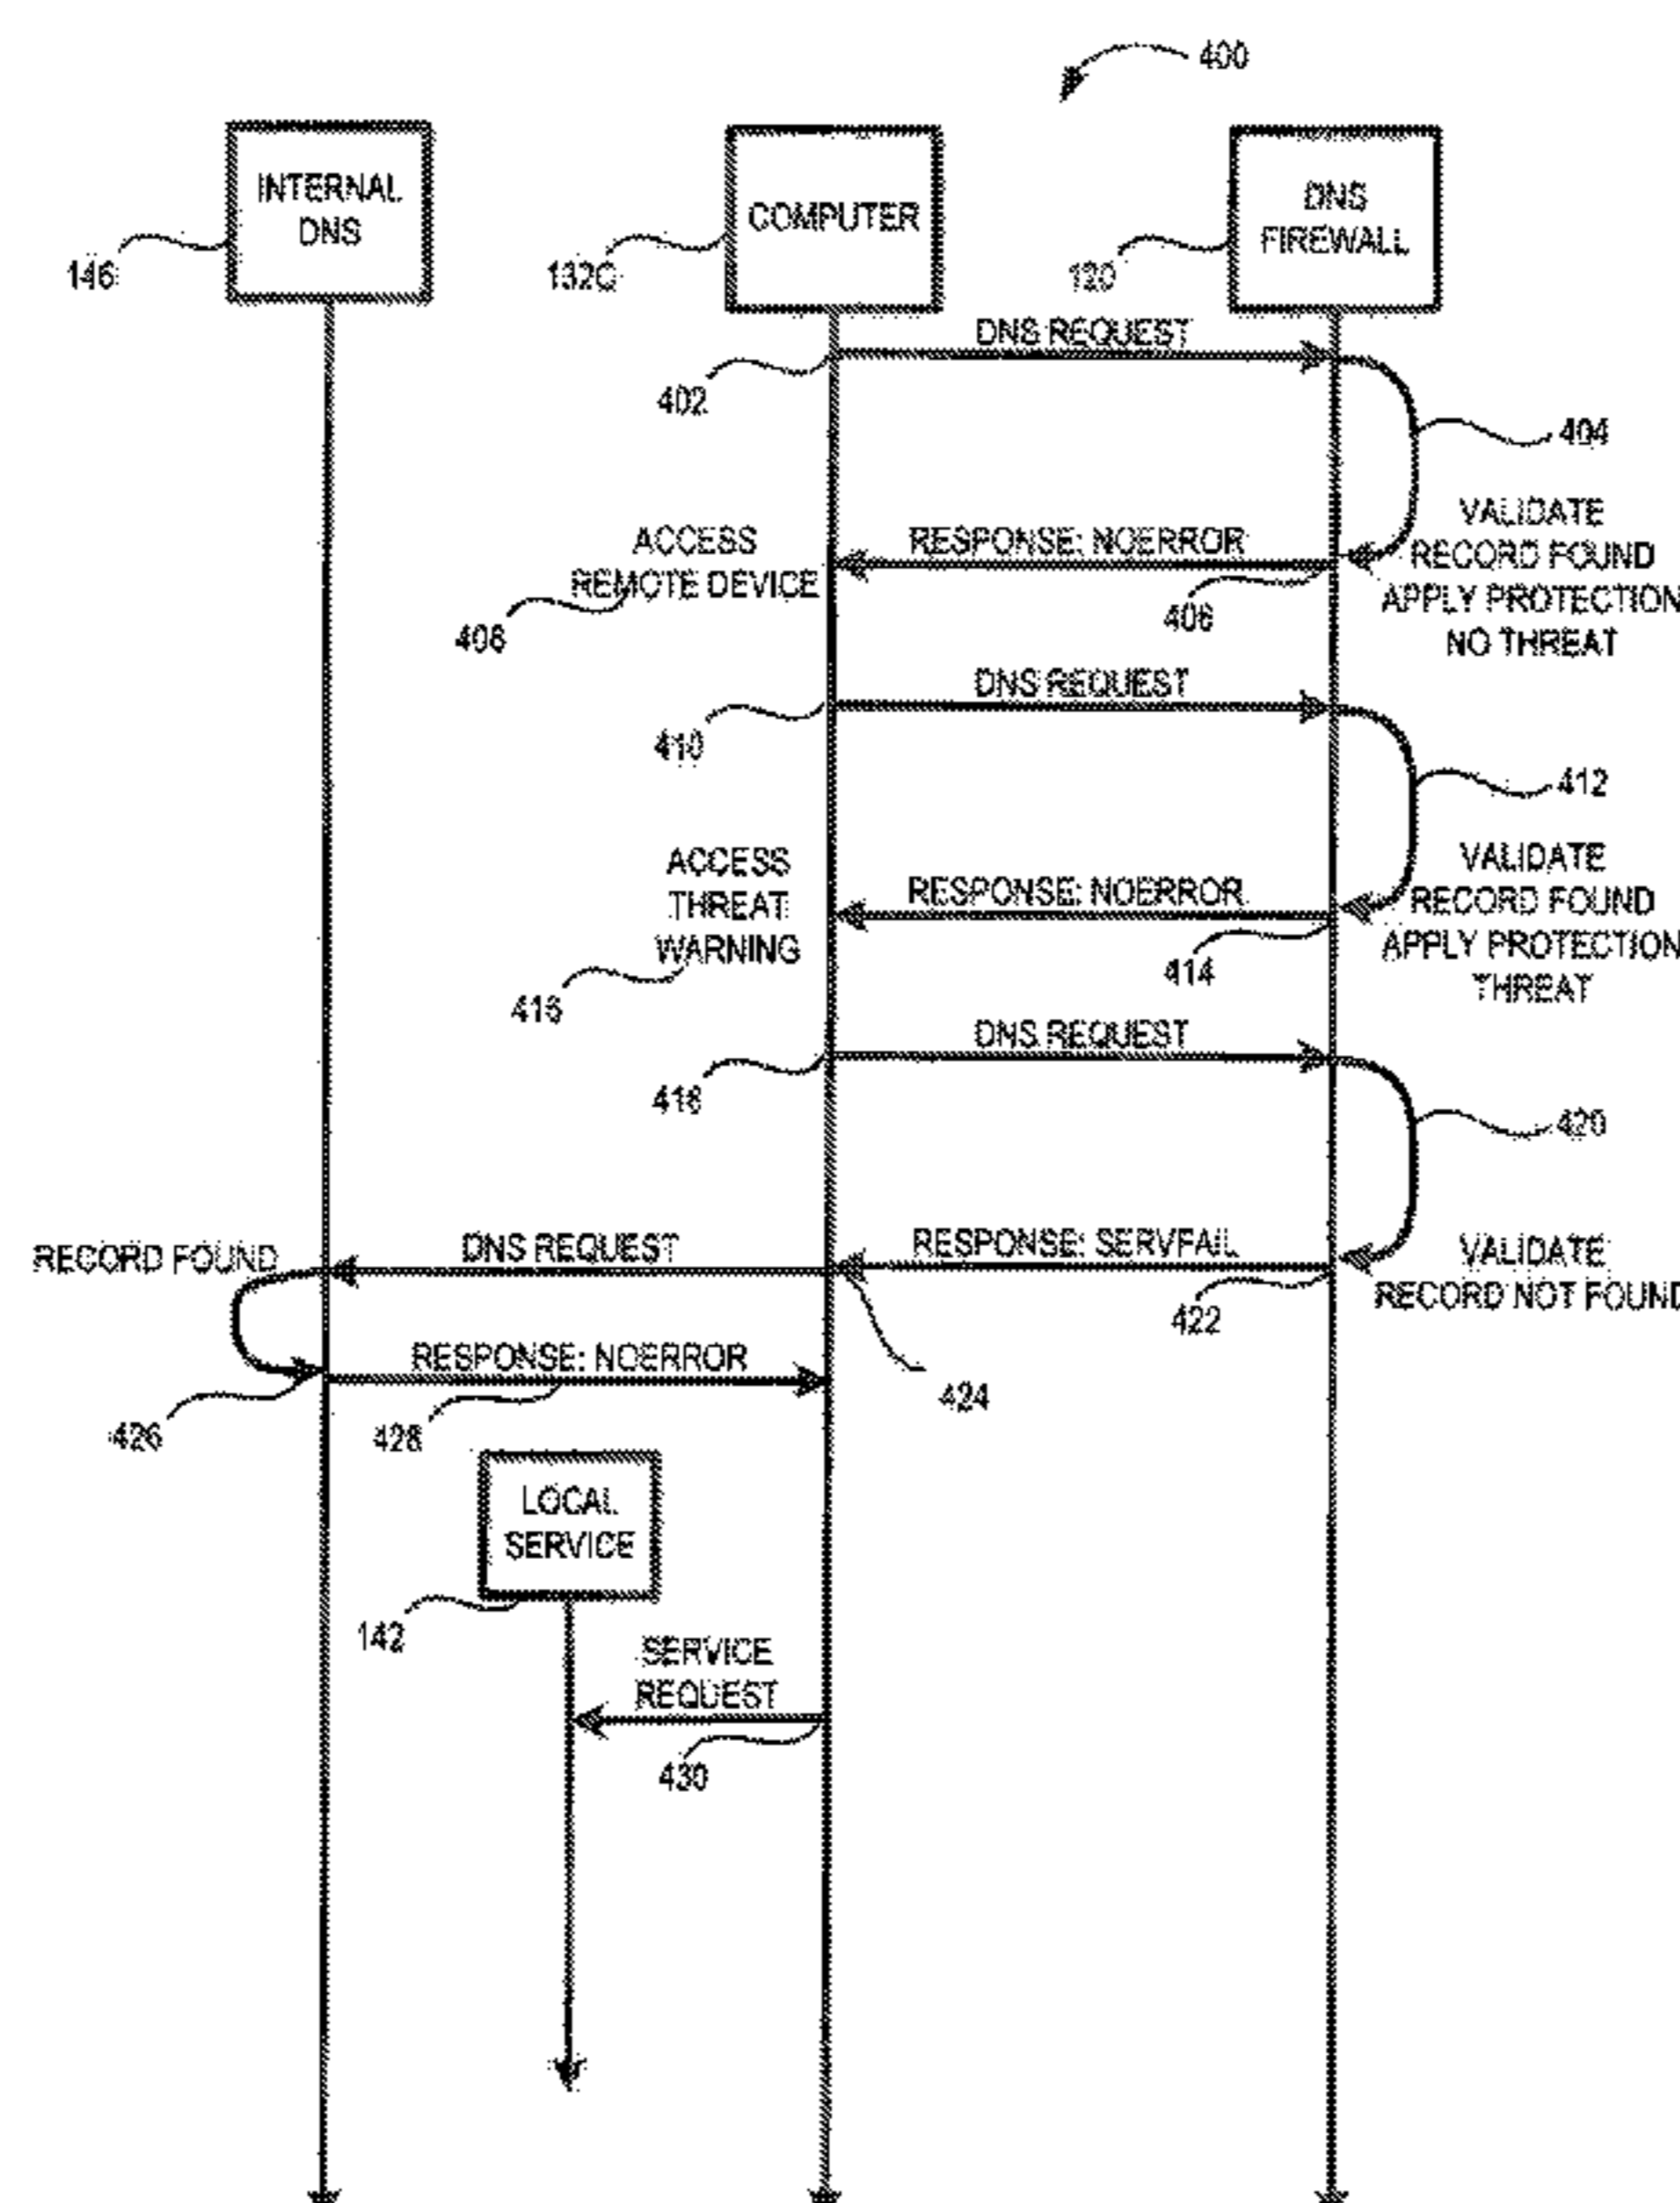 400
INTERNAL
DNS
146
COMPUTER
132C
DNS
FIREWALL
120
DNS REQUEST
402
404
ACCESS
REMOTE DEVICE
408
RESPONSE: NOERROR
406
VALIDATE
RECORD FOUND
APPLY PROTECTION
NO THREAT
DNS REQUEST
410
412
ACCESS
THREAT
WARNING
416
RESPONSE: NOERROR
414
VALIDATE
RECORD FOUND
APPLY PROTECTION
THREAT
DNS REQUEST
418
420
RECORD FOUND
DNS REQUEST
RESPONSE: SERVFAIL
422
VALIDATE
RECORD NOT FOUND
RESPONSE: NOERROR
424
426
428
LOCAL
SERVICE
142
SERVICE
REQUEST
430